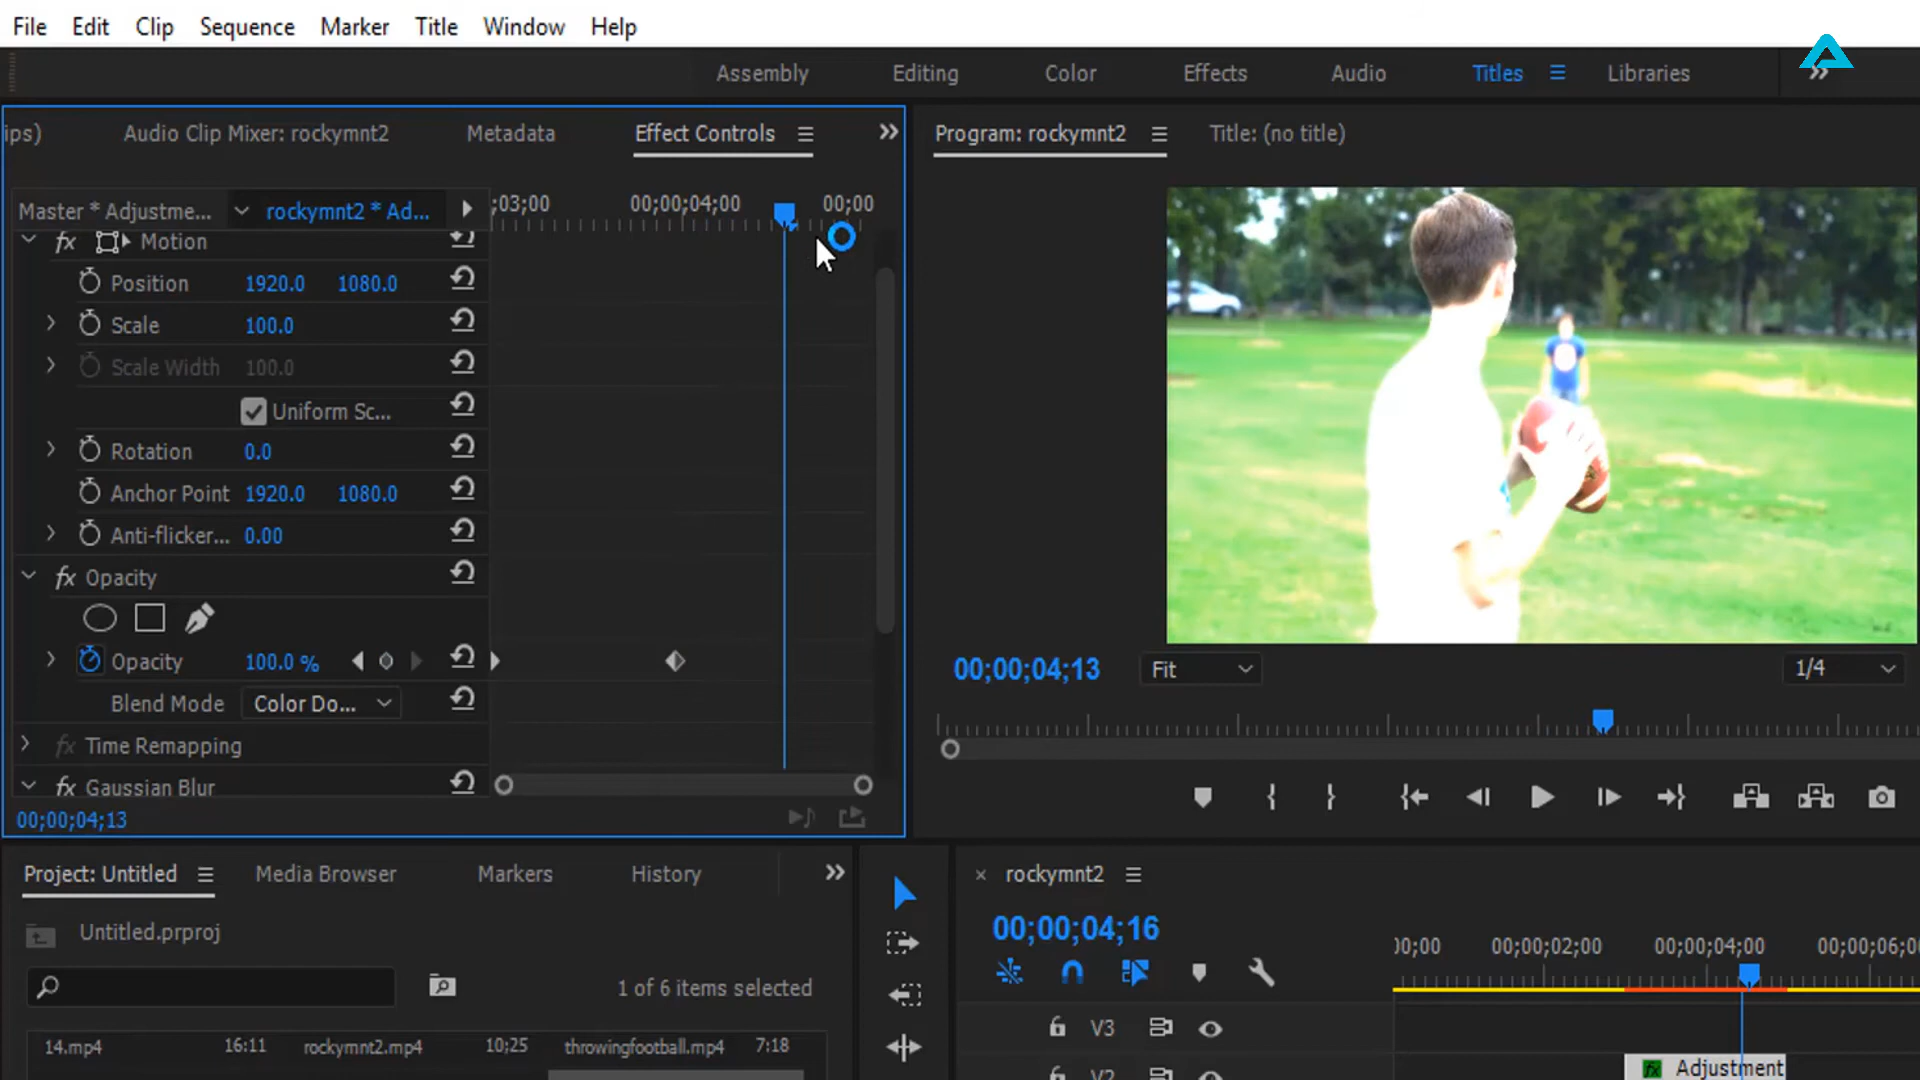 File Edit Clip Sequence Marker Title Window Help
Assembly Editing Color Effects Audio Titles Libraries
ips) Audio Clip Mixer: rockymnt2 Metadata Effect Controls
Program: rockymnt2 Title: (no title)
Master * Adjustme... rockymnt2 * Ad... ;03;00 00;00;04;00 00;00
fx Motion
Position 1920.0 1080.0
Scale 100.0
Scale Width 100.0
Uniform Sc...
Rotation 0.0
Anchor Point 1920.0 1080.0
Anti-flicker... 0.00
fx Opacity
Opacity 100.0 %
Blend Mode Color Do...
fx Time Remapping
fx Gaussian Blur
00;00;04;13
00;00;04;13 Fit 1/4
Project: Untitled Media Browser Markers History
Untitled.prproj
1 of 6 items selected
14.mp4 16:11 rockymnt2.mp4 10;25 throwingfootball.mp4 7:18
× rockymnt2
00;00;04;16
00;00 00;00;02;00 00;00;04;00 00;00;06;0
V3
V2
fx Adjustment